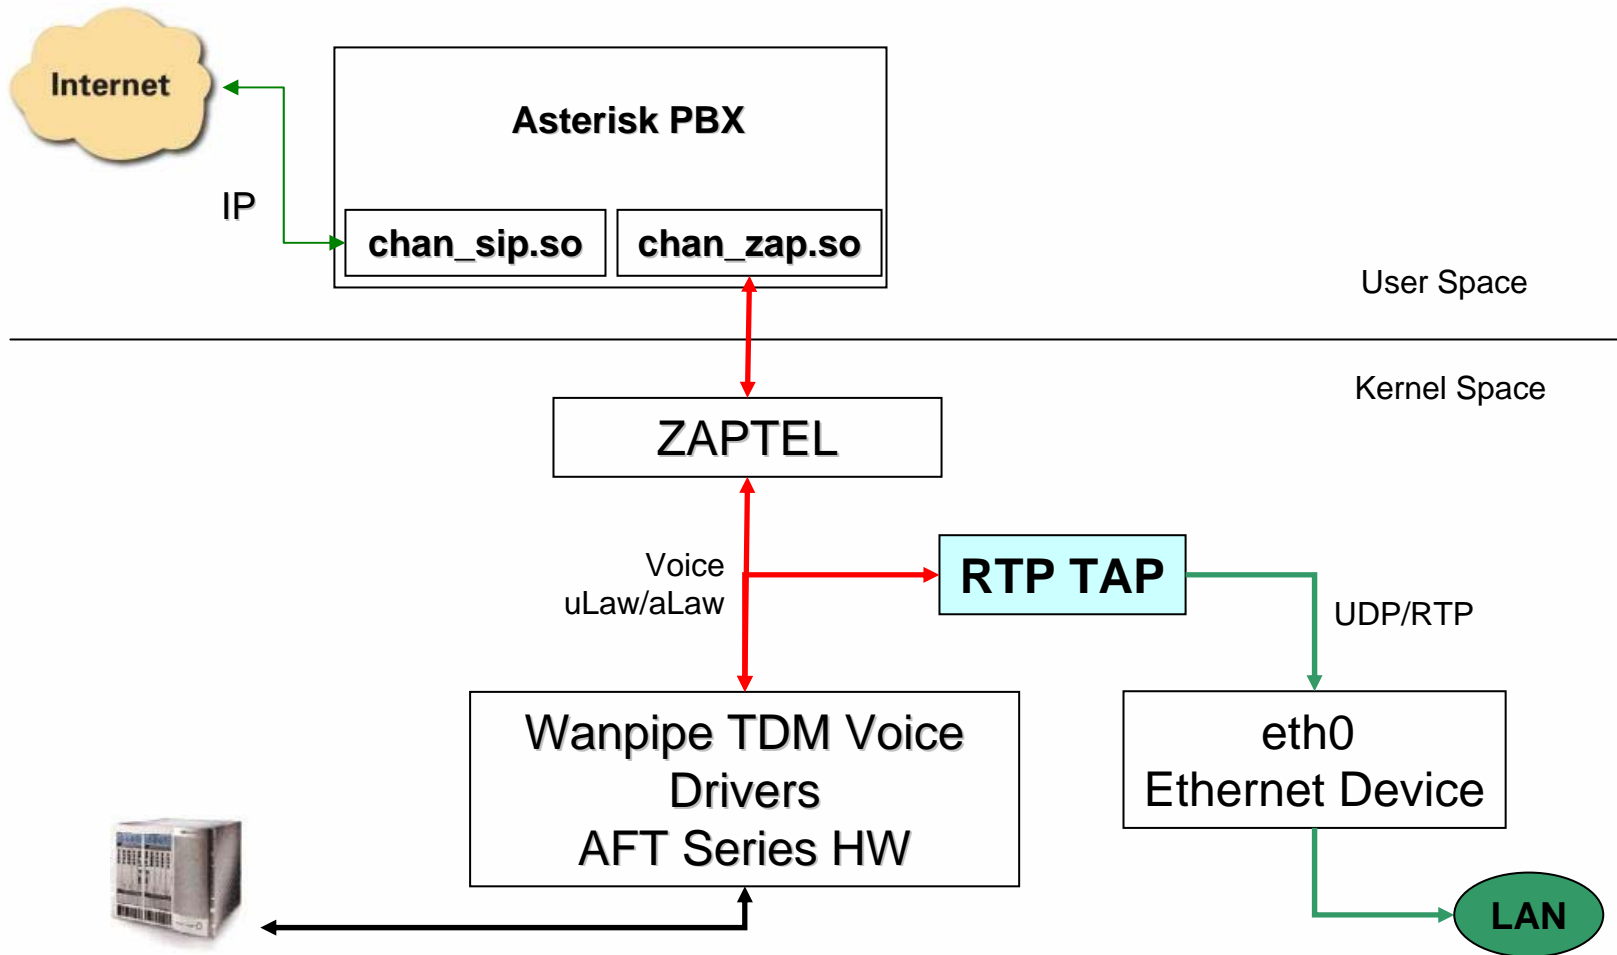 Internet
Asterisk PBX
IP
chan_sip.so
chan_zap.so
User Space
Kernel Space
ZAPTEL
Voice
uLaw/aLaw
RTP TAP
UDP/RTP
Wanpipe TDM Voice
Drivers
AFT Series HW
eth0
Ethernet Device
LAN